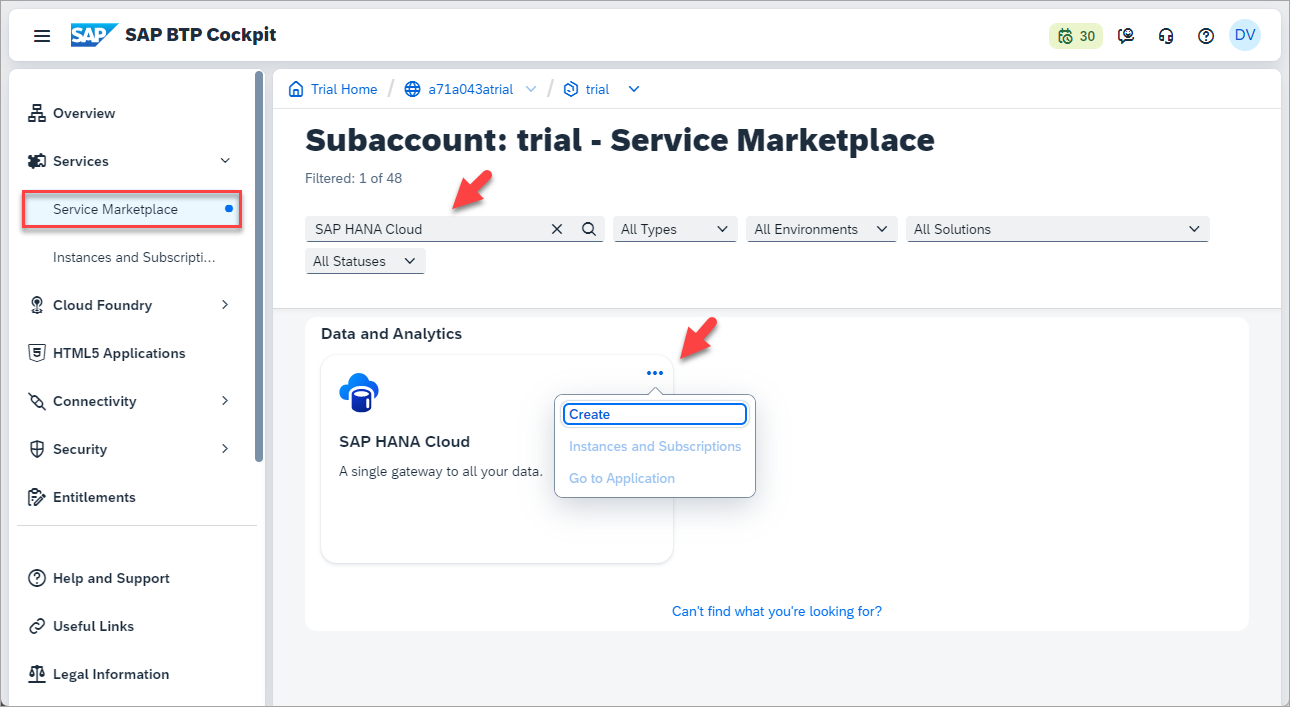 SAP SAP BTP Cockpit
30
DV
Overview
Services
Service Marketplace
Instances and Subscripti...
Cloud Foundry
HTML5 Applications
Connectivity
Security
Entitlements
Help and Support
Useful Links
Legal Information
Trial Home / a71a043atrial / trial
Subaccount: trial - Service Marketplace
Filtered: 1 of 48
SAP HANA Cloud
All Types
All Environments
All Solutions
All Statuses
Data and Analytics
SAP HANA Cloud
A single gateway to all your data.
Create
Instances and Subscriptions
Go to Application
Can't find what you're looking for?